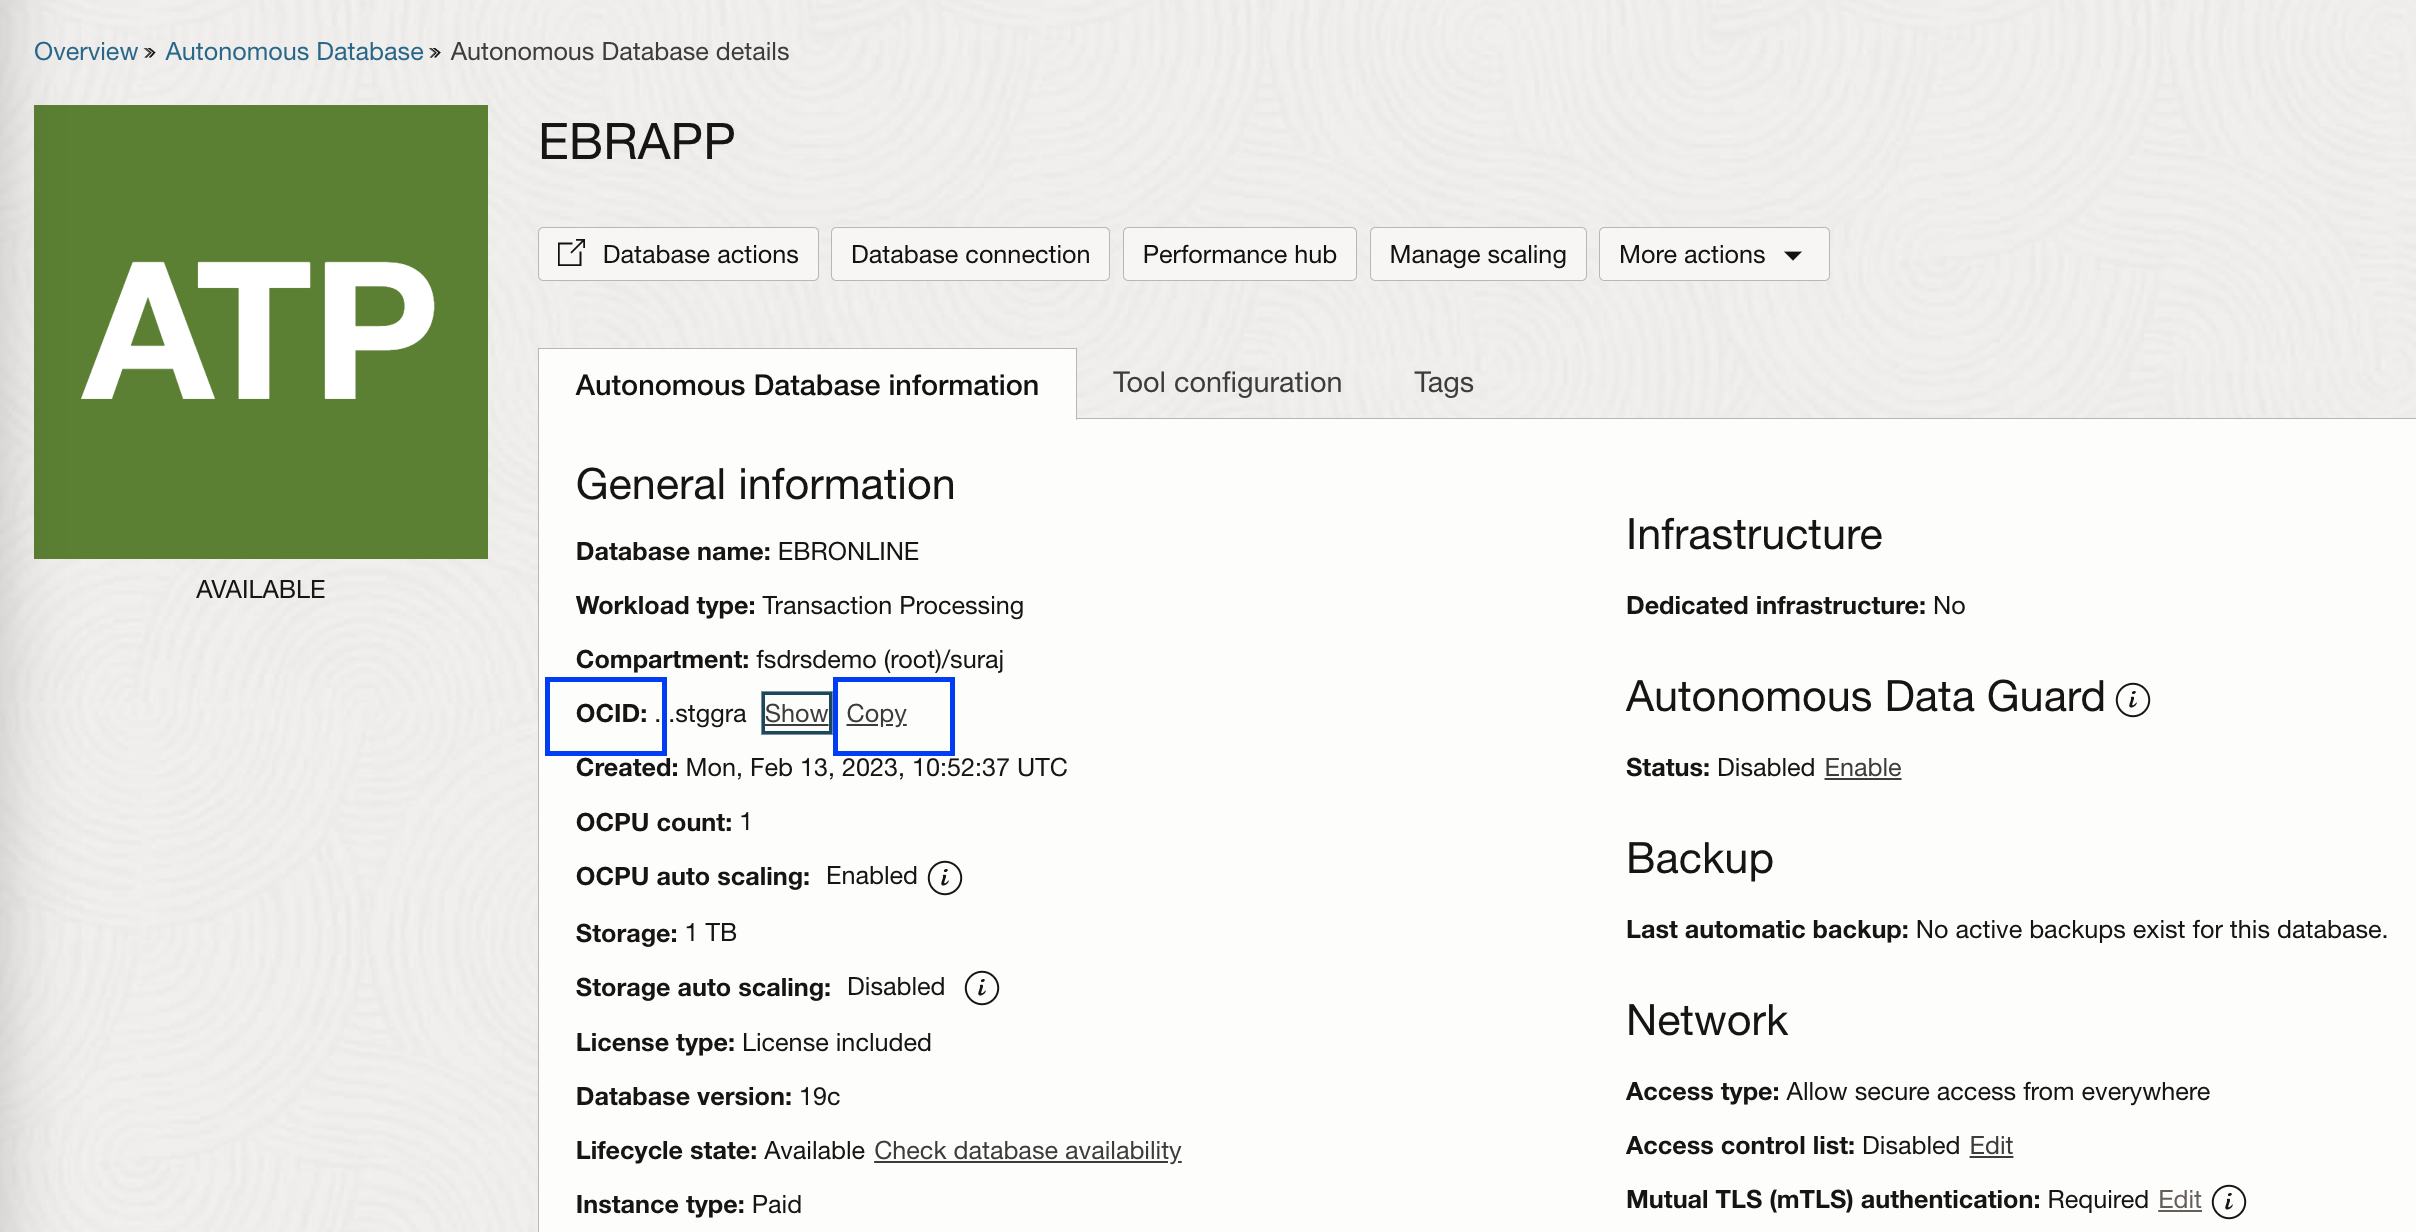 Overview » Autonomous Database » Autonomous Database details
ATP
AVAILABLE
EBRAPP
Database actions
Database connection
Performance hub
Manage scaling
More actions
Autonomous Database information
Tool configuration
Tags
General information
Database name: EBRONLINE
Workload type: Transaction Processing
Compartment: fsdrsdemo (root)/suraj
OCID: ...stggra Show Copy
Created: Mon, Feb 13, 2023, 10:52:37 UTC
OCPU count: 1
OCPU auto scaling: Enabled i
Storage: 1 TB
Storage auto scaling: Disabled i
License type: License included
Database version: 19c
Lifecycle state: Available Check database availability
Instance type: Paid
Infrastructure
Dedicated infrastructure: No
Autonomous Data Guard i
Status: Disabled Enable
Backup
Last automatic backup: No active backups exist for this database.
Network
Access type: Allow secure access from everywhere
Access control list: Disabled Edit
Mutual TLS (mTLS) authentication: Required Edit i